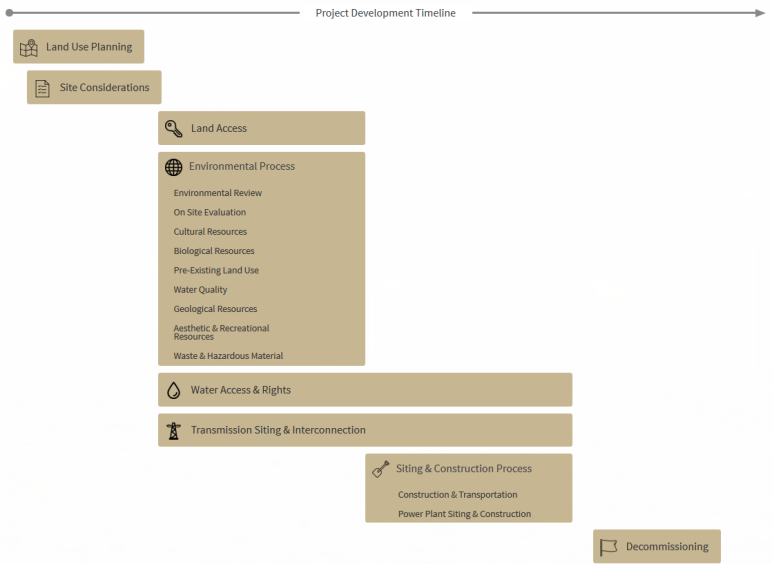 Project Development Timeline
Land Use Planning
Site Considerations
Land Access
Environmental Process
Environmental Review
On Site Evaluation
Cultural Resources
Biological Resources
Pre-Existing Land Use
Water Quality
Geological Resources
Aesthetic & Recreational
Resources
Waste & Hazardous Material
Water Access & Rights
Transmission Siting & Interconnection
Siting & Construction Process
Construction & Transportation
Power Plant Siting & Construction
Decommissioning